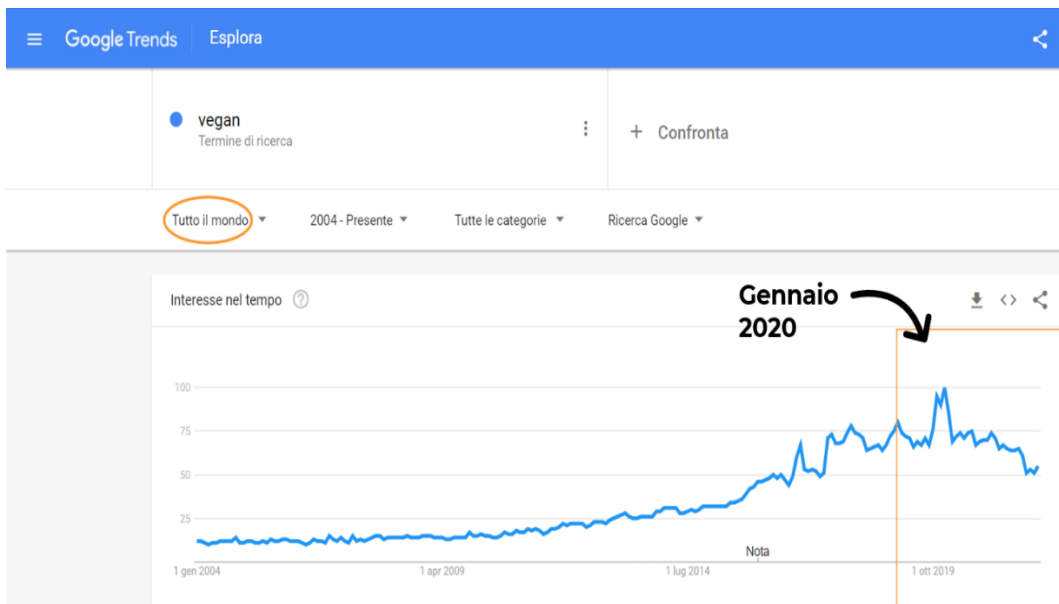 Google Trends Esplora
vegan
Termine di ricerca
+ Confronta
Tutto il mondo 2004 - Presente Tutte le categorie Ricerca Google
Interesse nel tempo ?
Gennaio
2020
100
75
50
25
Nota
1 gen 2004 1 apr 2009 1 lug 2014 1 ott 2019